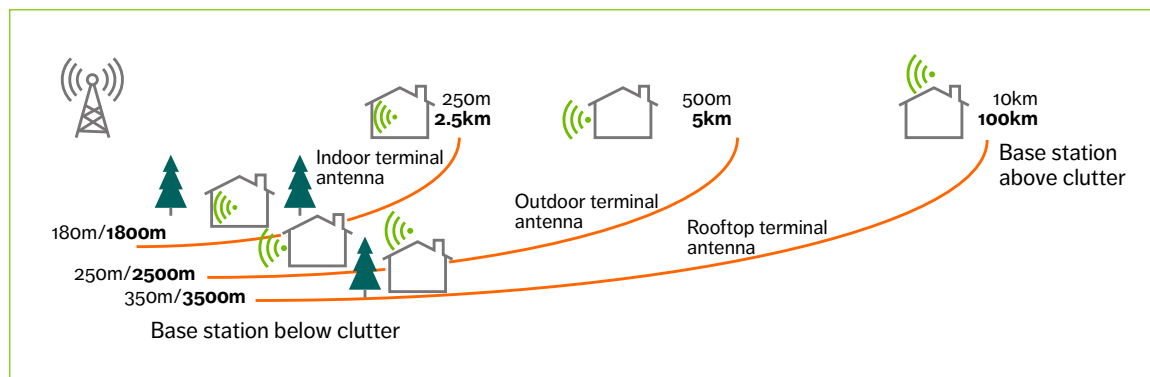 250m
2.5km
500m
5km
10km
100km
Base station
above clutter
Indoor terminal
antenna
Outdoor terminal
antenna
Rooftop terminal
antenna
180m/1800m
250m/2500m
350m/3500m
Base station below clutter